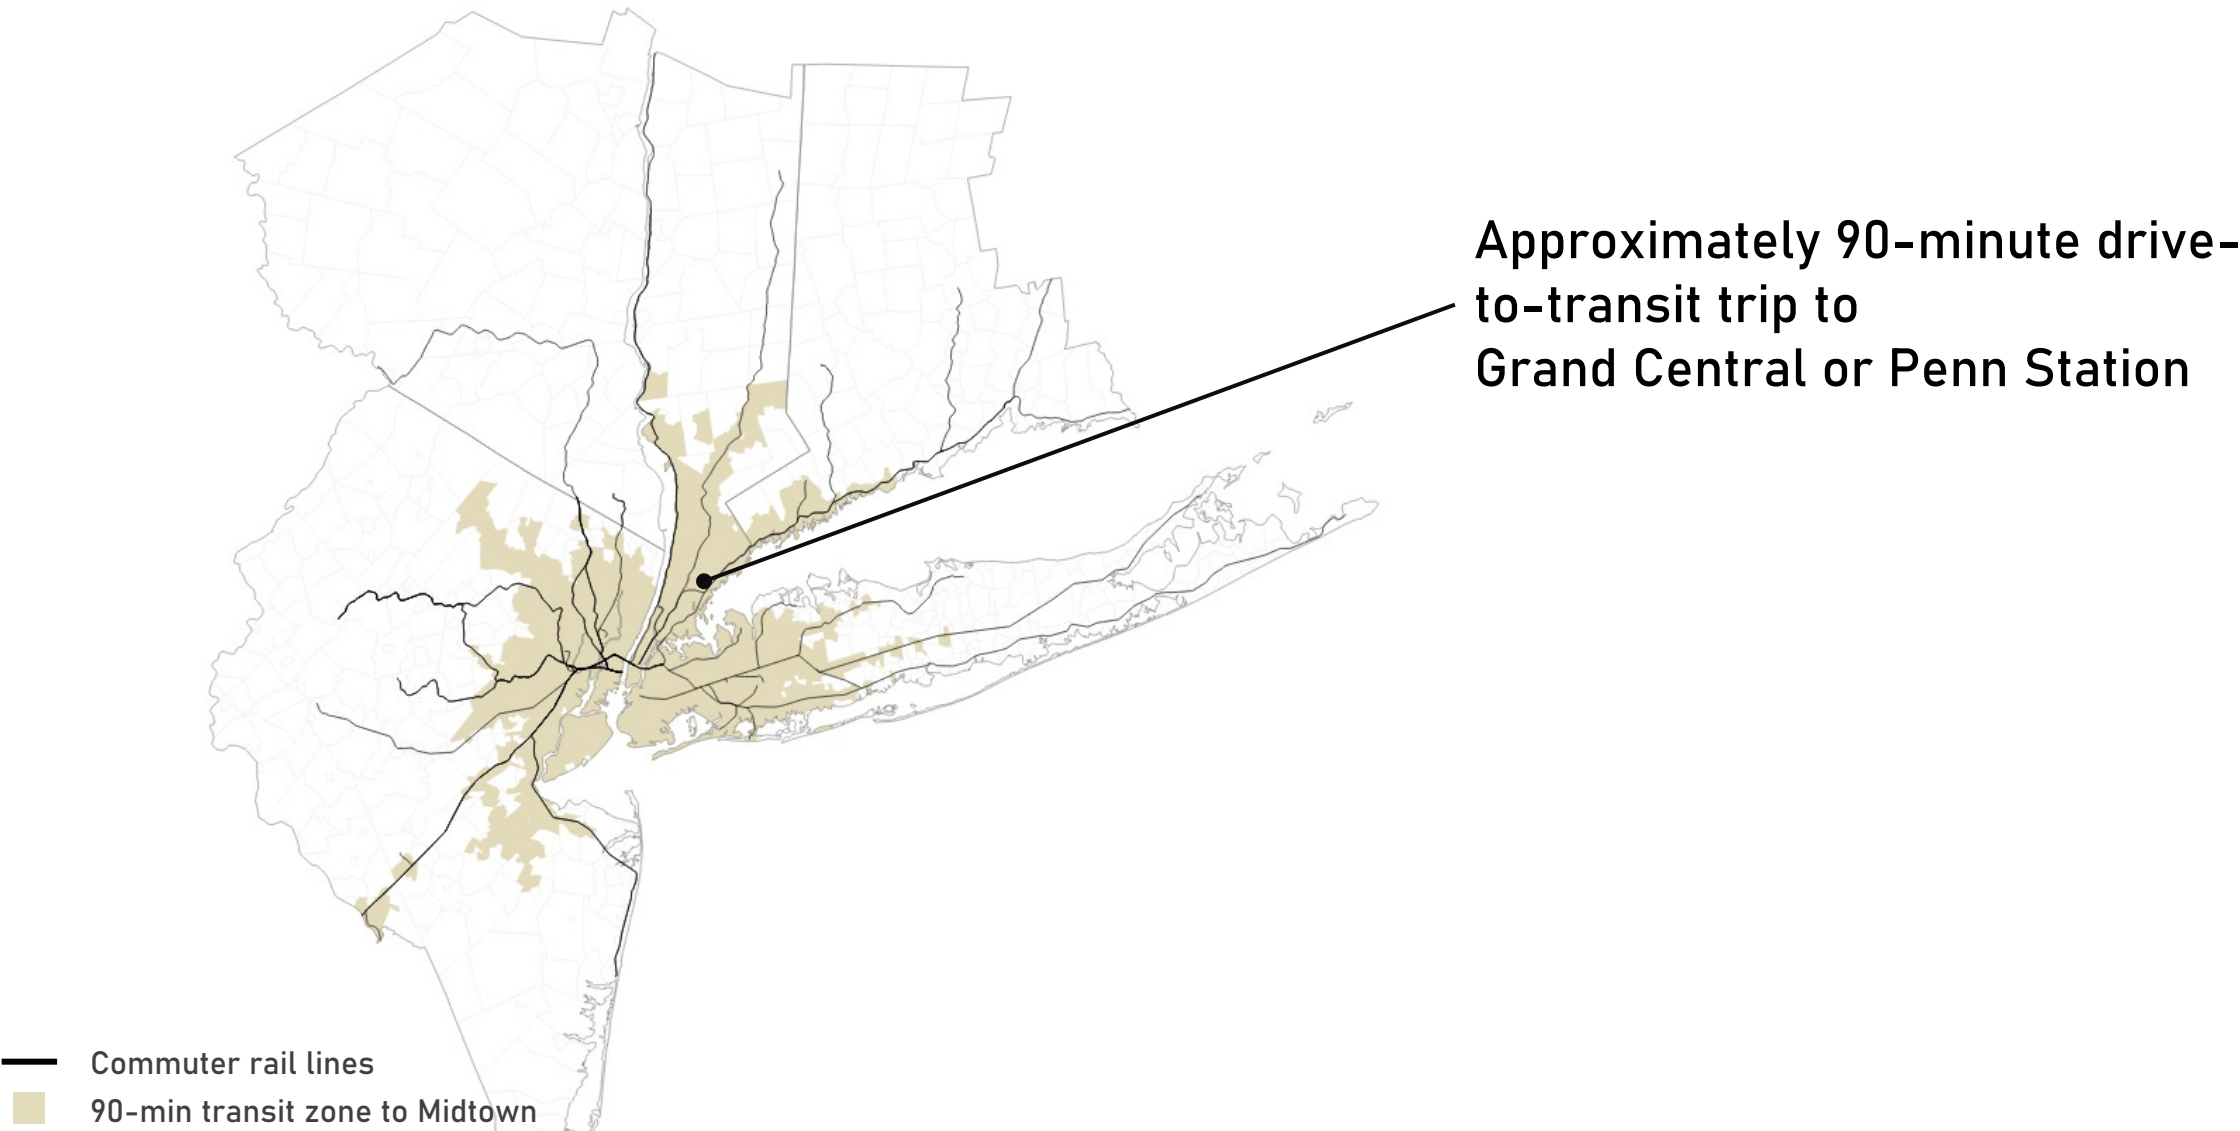 Approximately 90-minute drive-
to-transit trip to
Grand Central or Penn Station
Commuter rail lines
90-min transit zone to Midtown